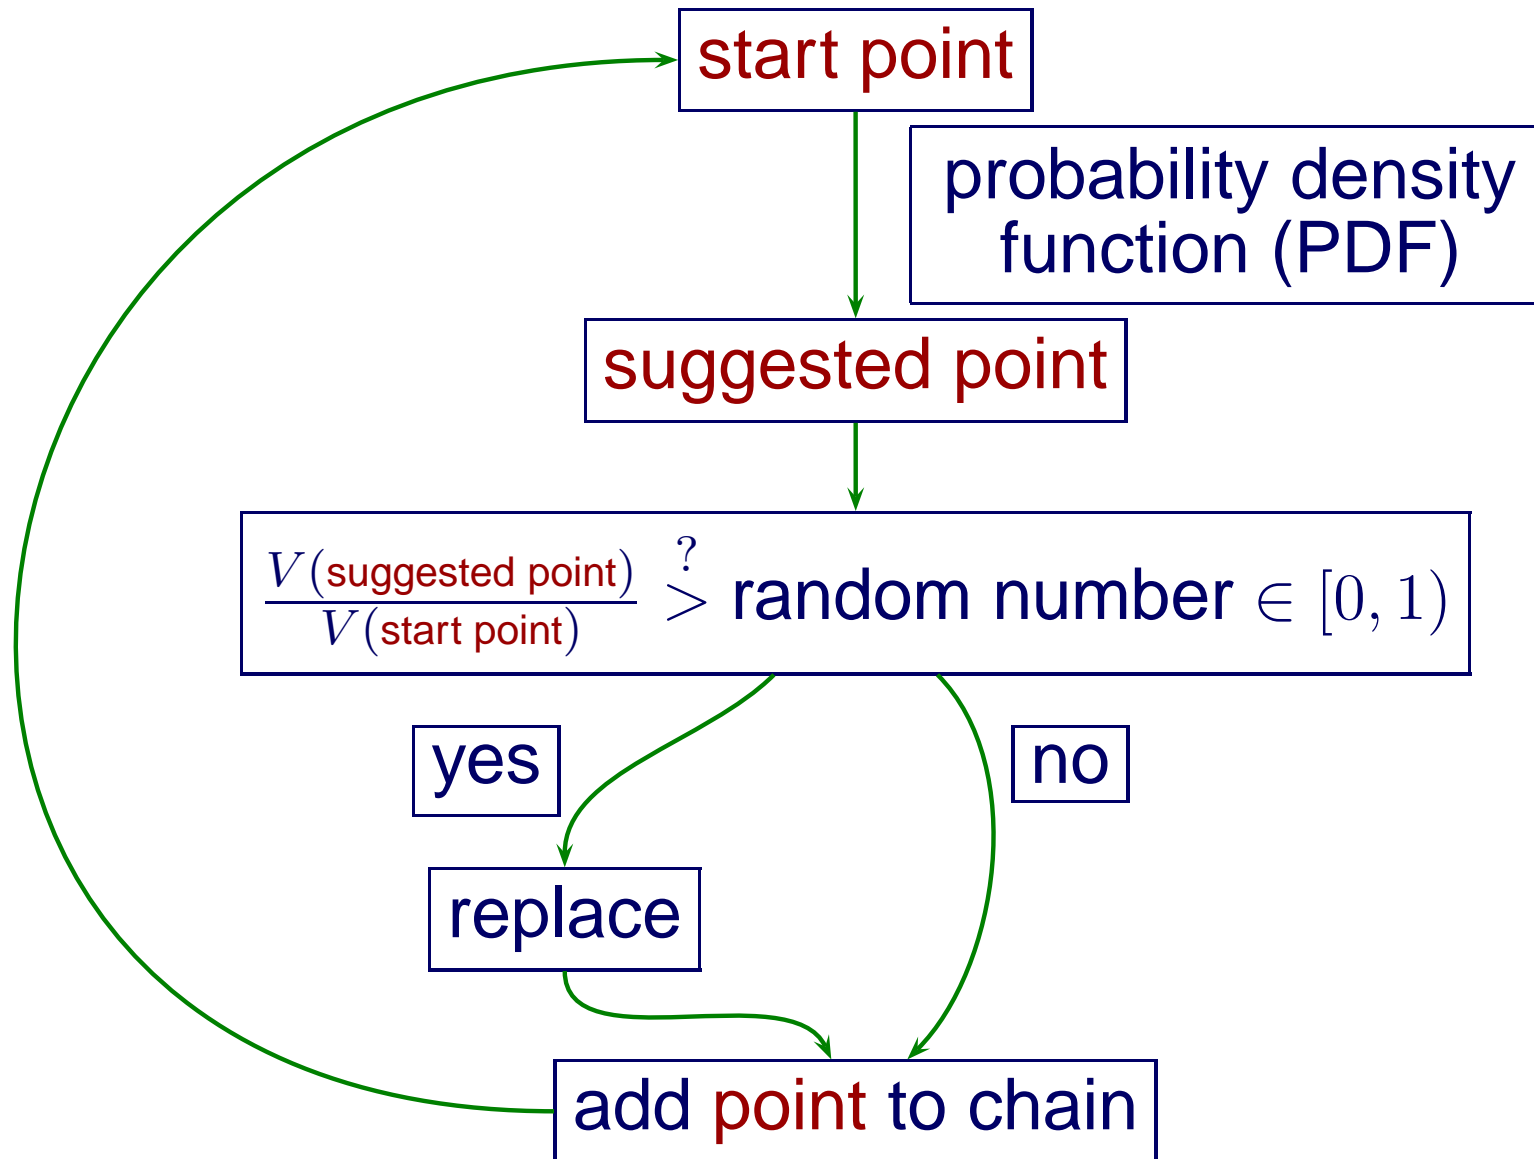 start point
probability density
function (PDF)
suggested point
V(suggested point)
V(start point)
?
> random number ∈ [0, 1)
yes
no
replace
add point to chain